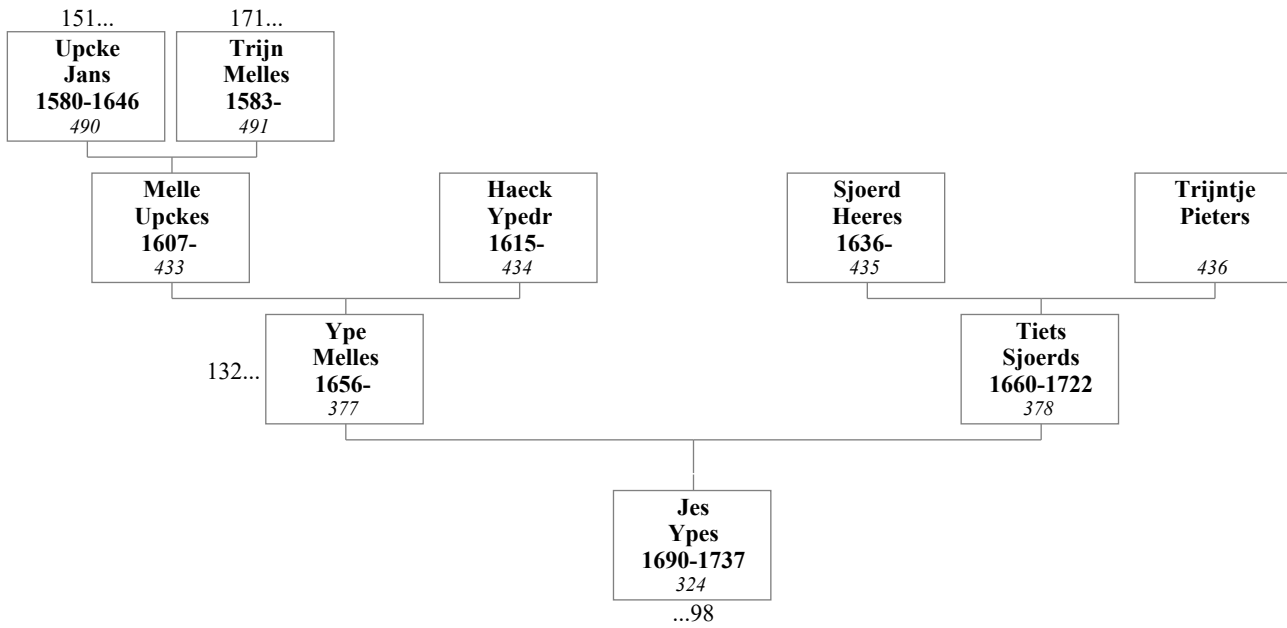 151...
171...
Upcke
Jans
1580-1646
490
Trijn
Melles
1583-
491
Melle
Upckes
1607-
433
Haeck
Ypedr
1615-
434
Sjoerd
Heeres
1636-
435
Trijntje
Pieters
436
132...
Ype
Melles
1656-
377
Tiets
Sjoerds
1660-1722
378
Jes
Ypes
1690-1737
324
...98